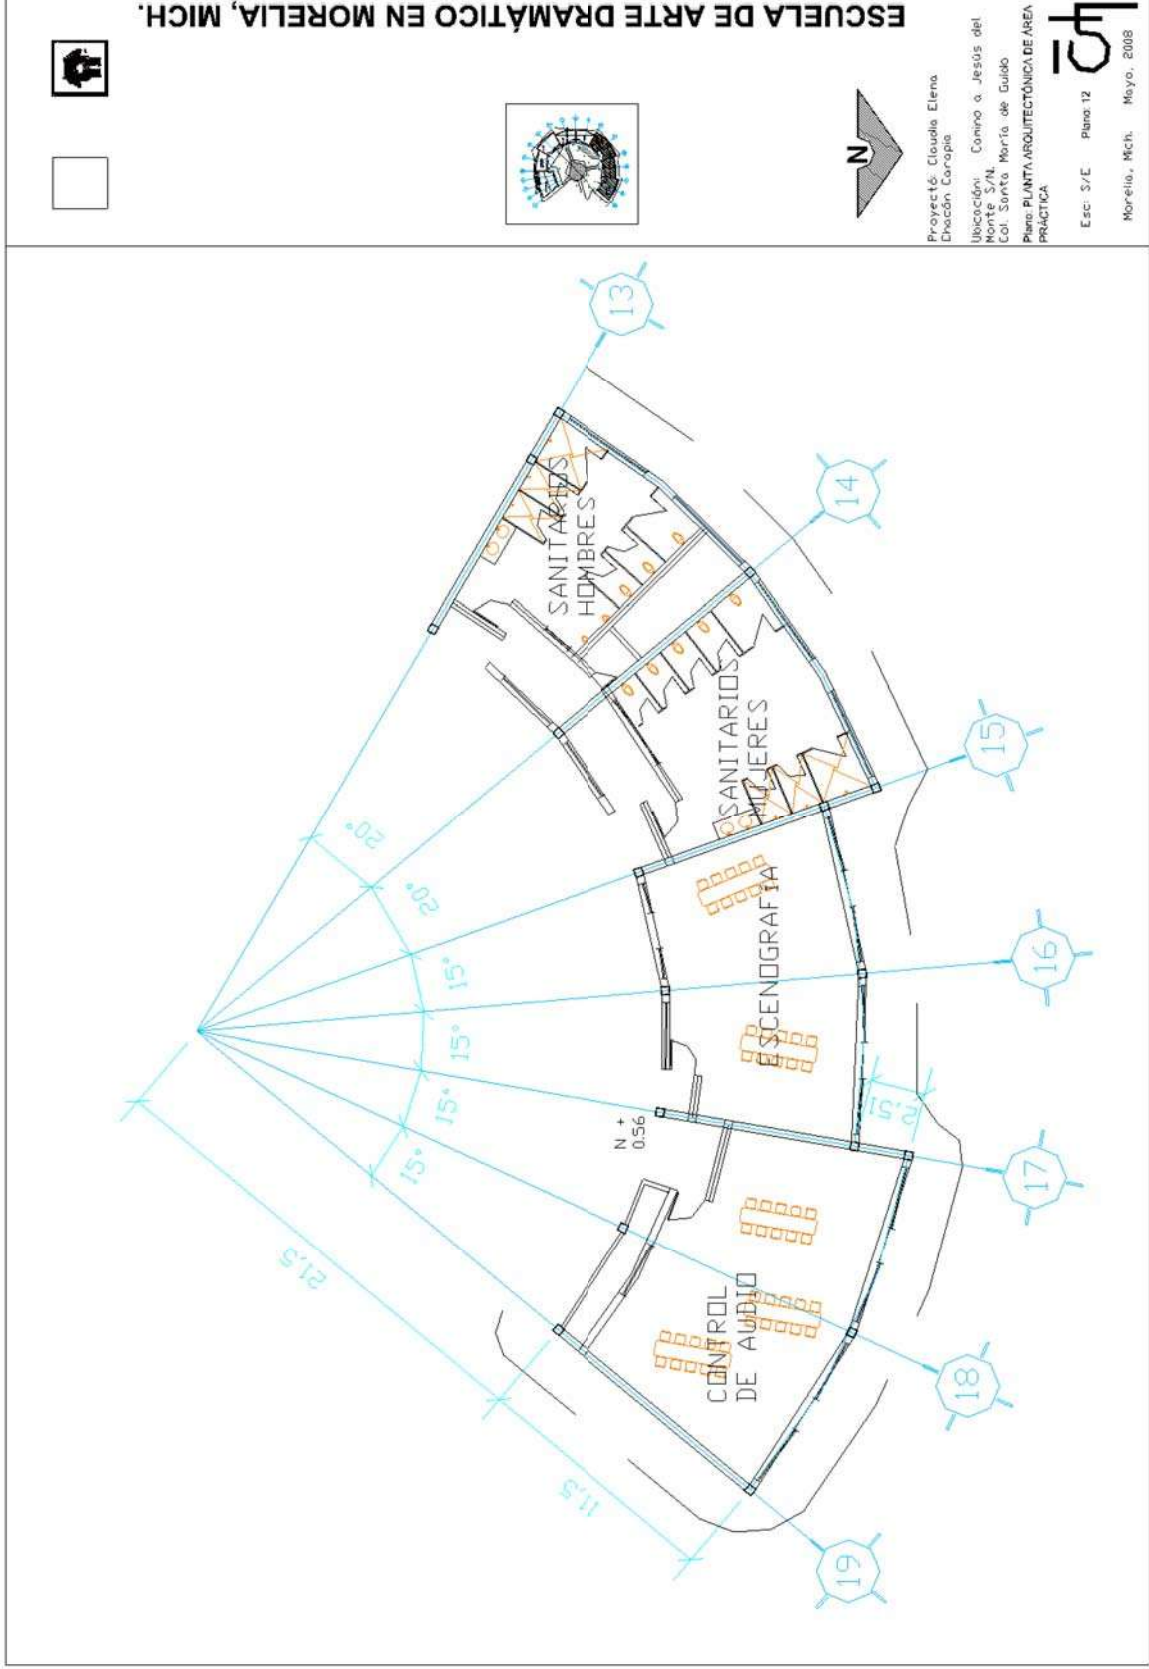 ESCUELA DE ARTE DRAMÁTICO EN MORELIA, MICH.
N
Proyectó: Claudia Elena
Chacón Carapia
Ubicación: Camino a Jesús del
Monte S/N.
Col. Santa María de Guido
Plano: PLANTA ARQUITECTÓNICA DE ÁREA
PRÁCTICA
Esc: S/E Plano: 12
Morelia, Mich. Mayo, 2008
13
14
15
16
17
18
19
20°
20°
15°
15°
15°
15°
21,5
11,5
2,51
SANITARIOS
HOMBRES
SANITARIOS
MUJERES
ESCENOGRAFÍA
N +
0.56
CONTROL
DE AUDIO